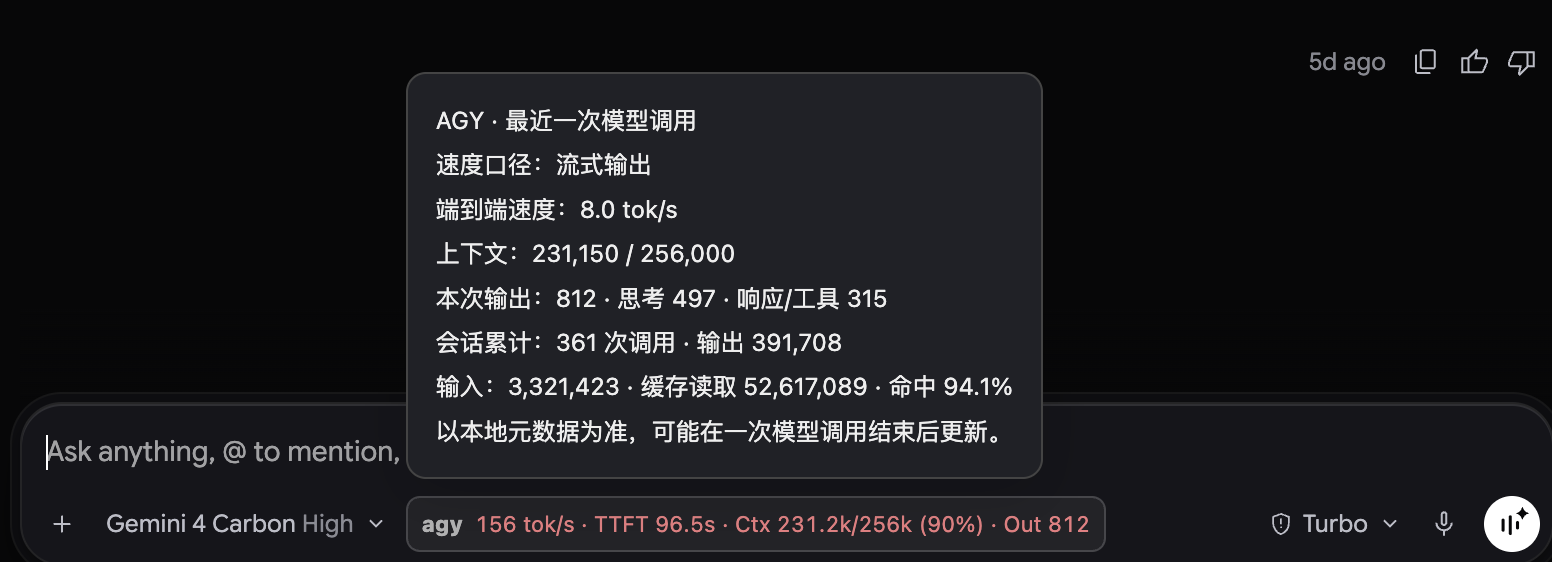 5d ago
AGY · 最近一次模型调用
速度口径：流式输出
端到端速度：8.0 tok/s
上下文：231,150 / 256,000
本次输出：812 · 思考 497 · 响应/工具 315
会话累计：361 次调用 · 输出 391,708
输入：3,321,423 · 缓存读取 52,617,089 · 命中 94.1%
以本地元数据为准，可能在一次模型调用结束后更新。
Ask anything, @ to mention,
Gemini 4 Carbon High
agy 156 tok/s · TTFT 96.5s · Ctx 231.2k/256k (90%) · Out 812
Turbo